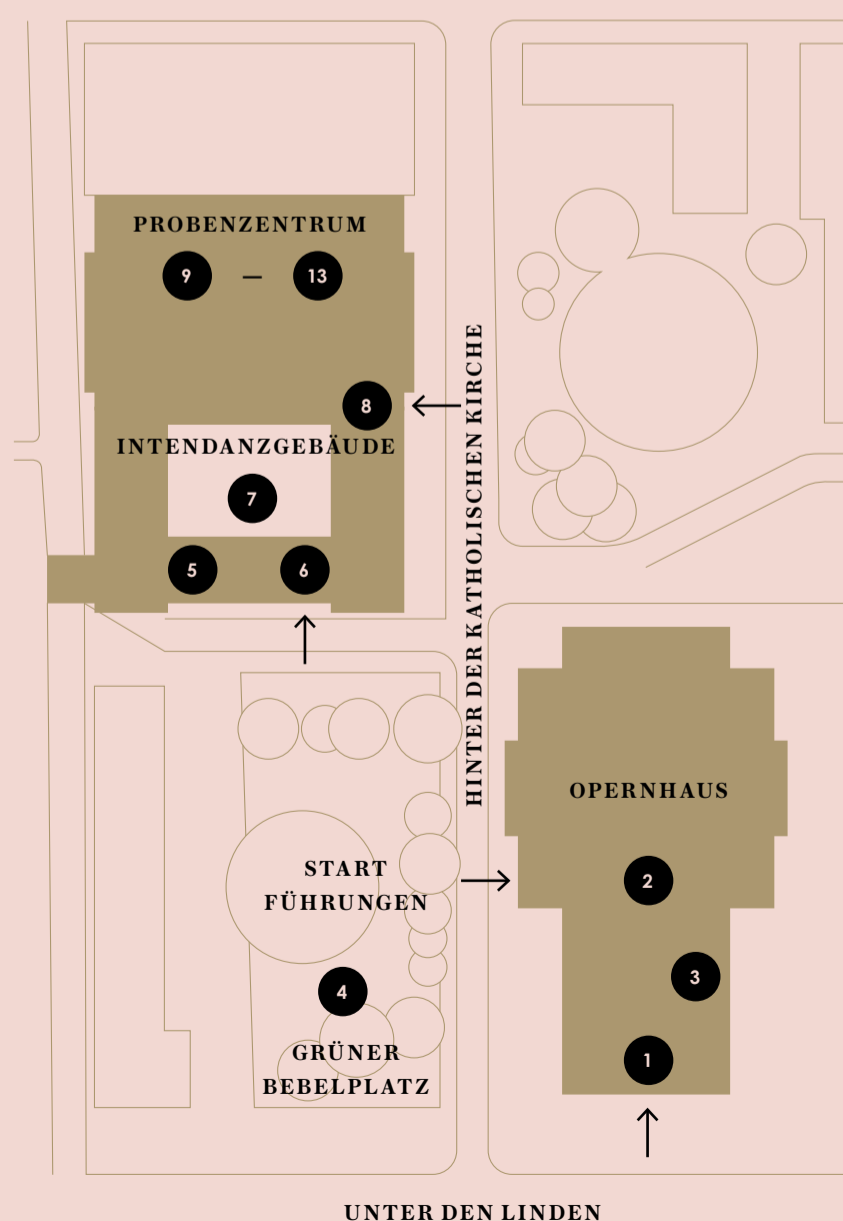 PROBENZENTRUM
9 — 13
8
INTENDANZGEBÄUDE
7
5 6
HINTER DER KATHOLISCHEN KIRCHE
OPERNHAUS
START
FÜHRUNGEN
2
3
4
GRÜNER
BEBELPLATZ
1
UNTER DEN LINDEN